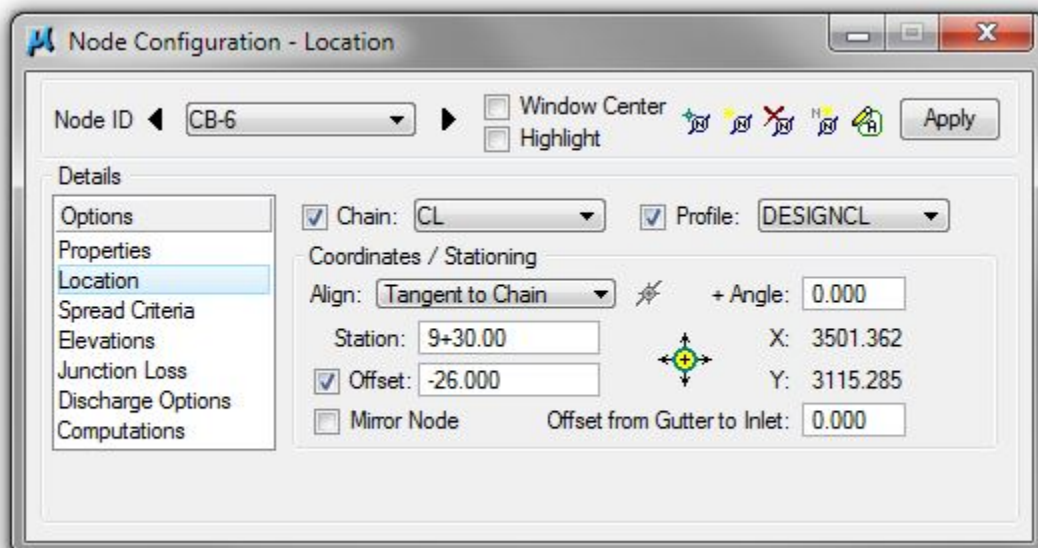 Node Configuration - Location
Node ID CB-6 Window Center Apply
Highlight
Details
Options
Properties
Location
Spread Criteria
Elevations
Junction Loss
Discharge Options
Computations
Chain: CL Profile: DESIGNCL
Coordinates / Stationing
Align: Tangent to Chain + Angle: 0.000
Station: 9+30.00 X: 3501.362
Offset: -26.000 Y: 3115.285
Mirror Node Offset from Gutter to Inlet: 0.000